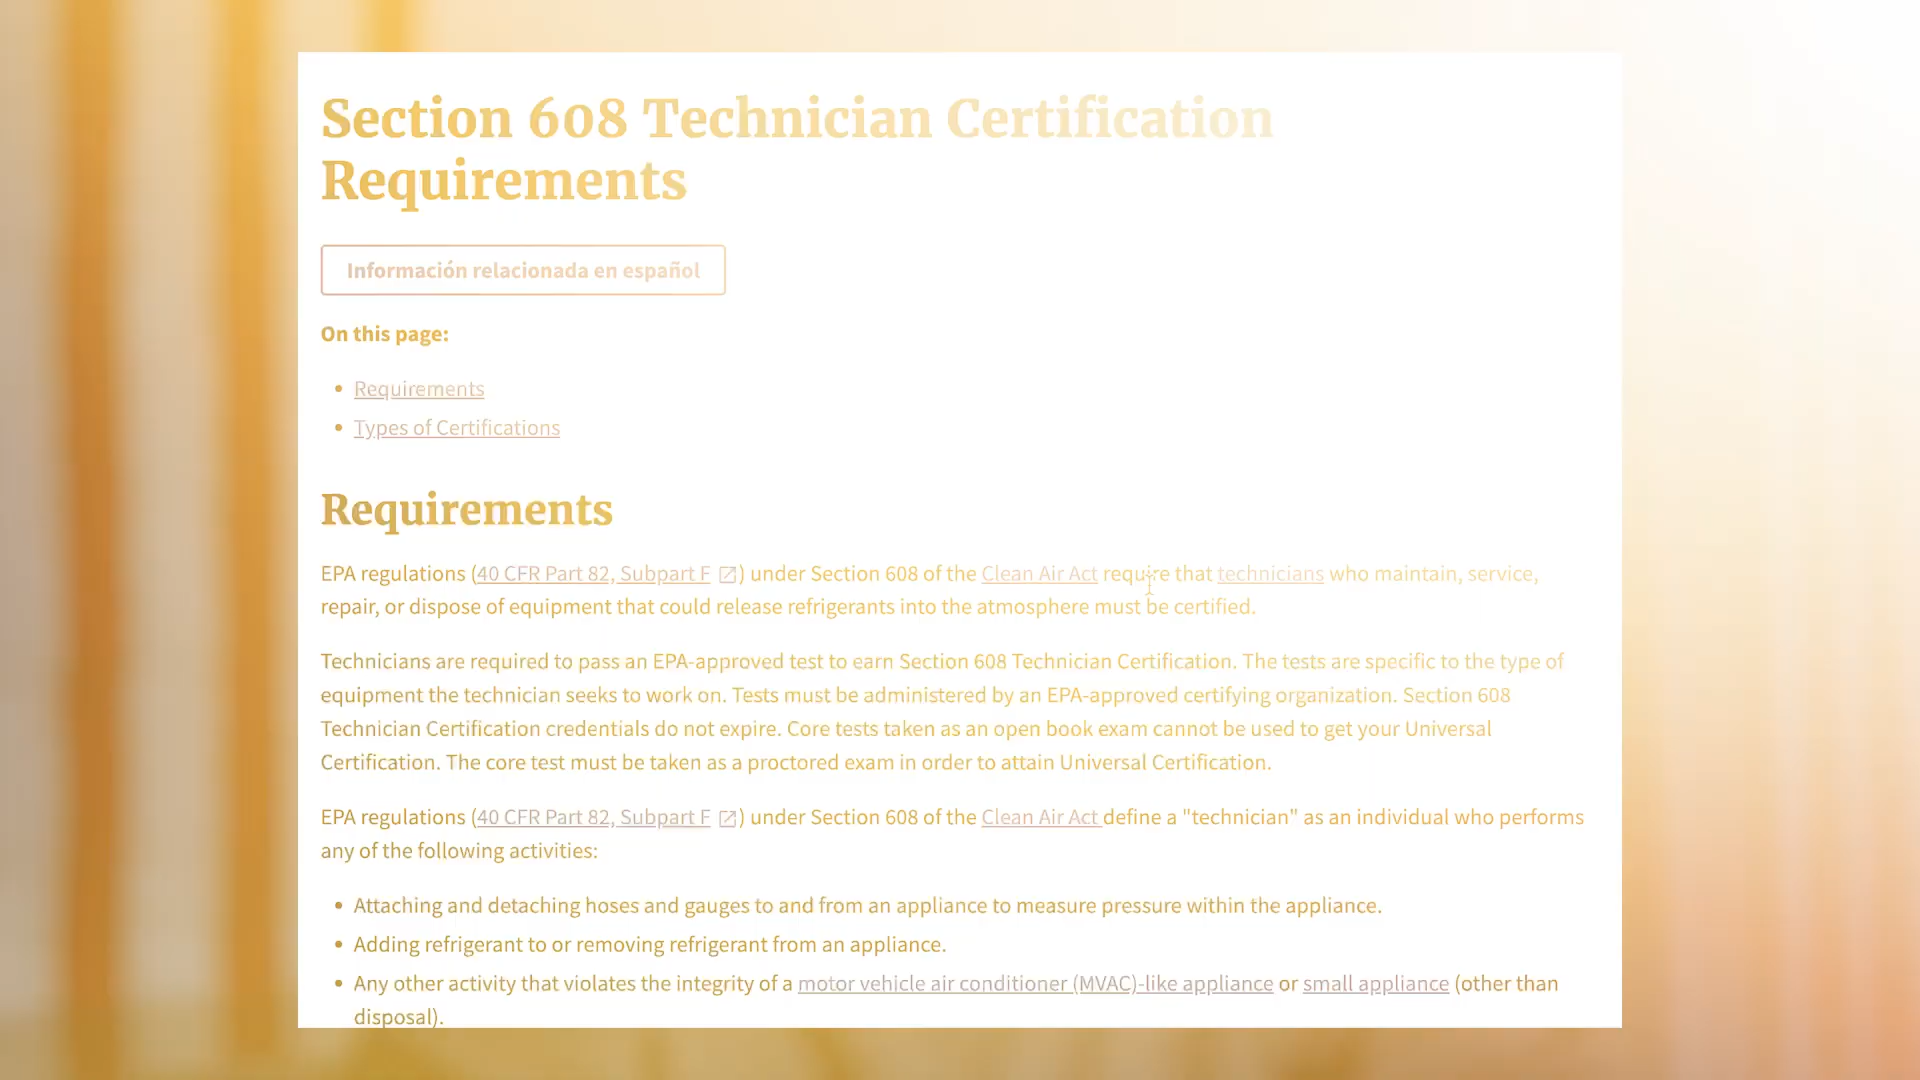 Section 608 Technician Certification
Requirements
Información relacionada en español
On this page:
• Requirements
• Types of Certifications
Requirements
EPA regulations (40 CFR Part 82, Subpart F) under Section 608 of the Clean Air Act require that technicians who maintain, service,
repair, or dispose of equipment that could release refrigerants into the atmosphere must be certified.
Technicians are required to pass an EPA-approved test to earn Section 608 Technician Certification. The tests are specific to the type of
equipment the technician seeks to work on. Tests must be administered by an EPA-approved certifying organization. Section 608
Technician Certification credentials do not expire. Core tests taken as an open book exam cannot be used to get your Universal
Certification. The core test must be taken as a proctored exam in order to attain Universal Certification.
EPA regulations (40 CFR Part 82, Subpart F) under Section 608 of the Clean Air Act define a "technician" as an individual who performs
any of the following activities:
• Attaching and detaching hoses and gauges to and from an appliance to measure pressure within the appliance.
• Adding refrigerant to or removing refrigerant from an appliance.
• Any other activity that violates the integrity of a motor vehicle air conditioner (MVAC)-like appliance or small appliance (other than
disposal).